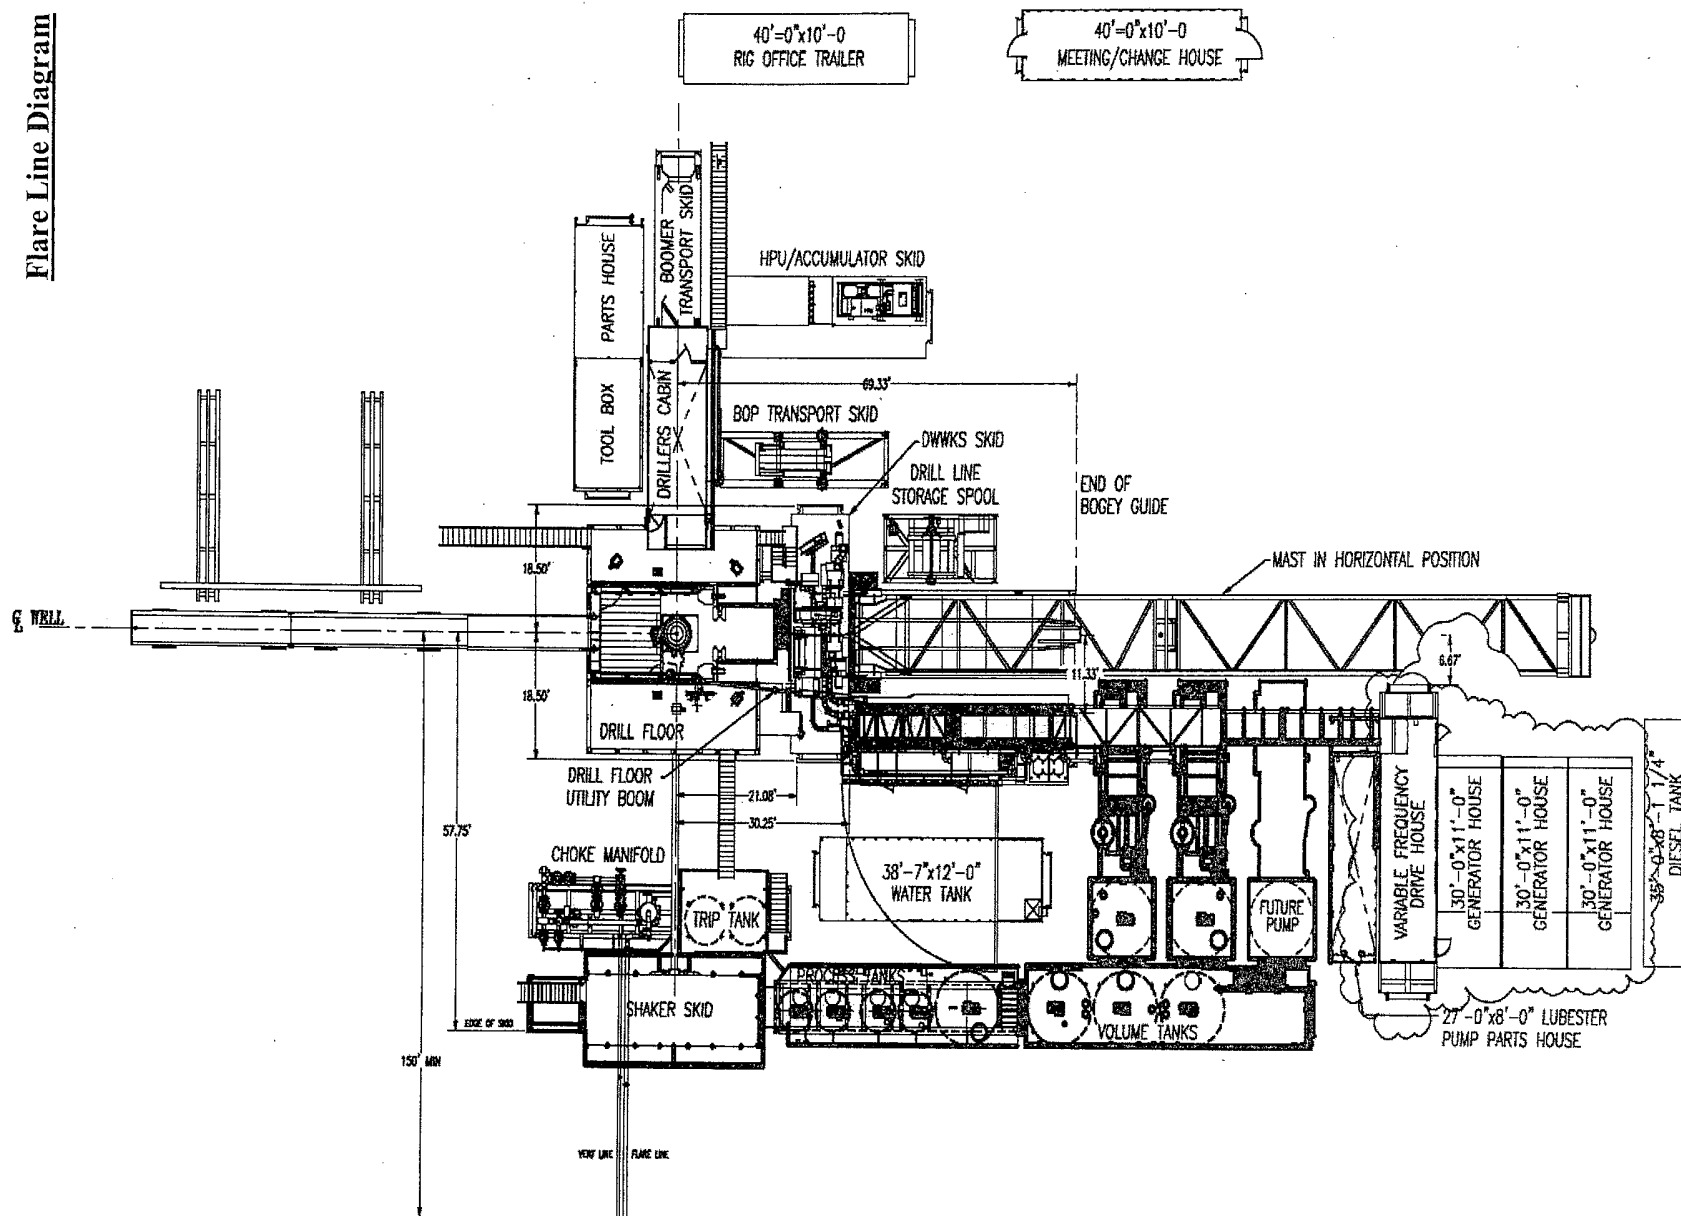 Flare Line Diagram
40'=0"x10'-0
RIG OFFICE TRAILER
40'=0"x10'-0
MEETING/CHANGE HOUSE
BOOMER
TRANSPORT SKID
PARTS HOUSE
HPU/ACCUMULATOR SKID
TOOL BOX
DRILLERS CABIN
69.33'
BOP TRANSPORT SKID
DWWKS SKID
DRILL LINE
STORAGE SPOOL
END OF
BOGEY GUIDE
MAST IN HORIZONTAL POSITION
18.50'
℄ WELL
6.67'
11.33'
18.50'
DRILL FLOOR
DRILL FLOOR
UTILITY BOOM
21.08'
30.25'
57.75'
CHOKE MANIFOLD
TRIP TANK
38'-7"x12'-0"
WATER TANK
FUTURE
PUMP
VARIABLE FREQUENCY
DRIVE HOUSE
30'-0"x11'-0"
GENERATOR HOUSE
30'-0"x11'-0"
GENERATOR HOUSE
30'-0"x11'-0"
GENERATOR HOUSE
35'-0"x8'-1 1/4"
DIESEL TANK
PROCESS TANKS
SHAKER SKID
VOLUME TANKS
EDGE OF SKID
27'-0"x8'-0" LUBESTER
PUMP PARTS HOUSE
150' MIN
VENT LINE
FLARE LINE